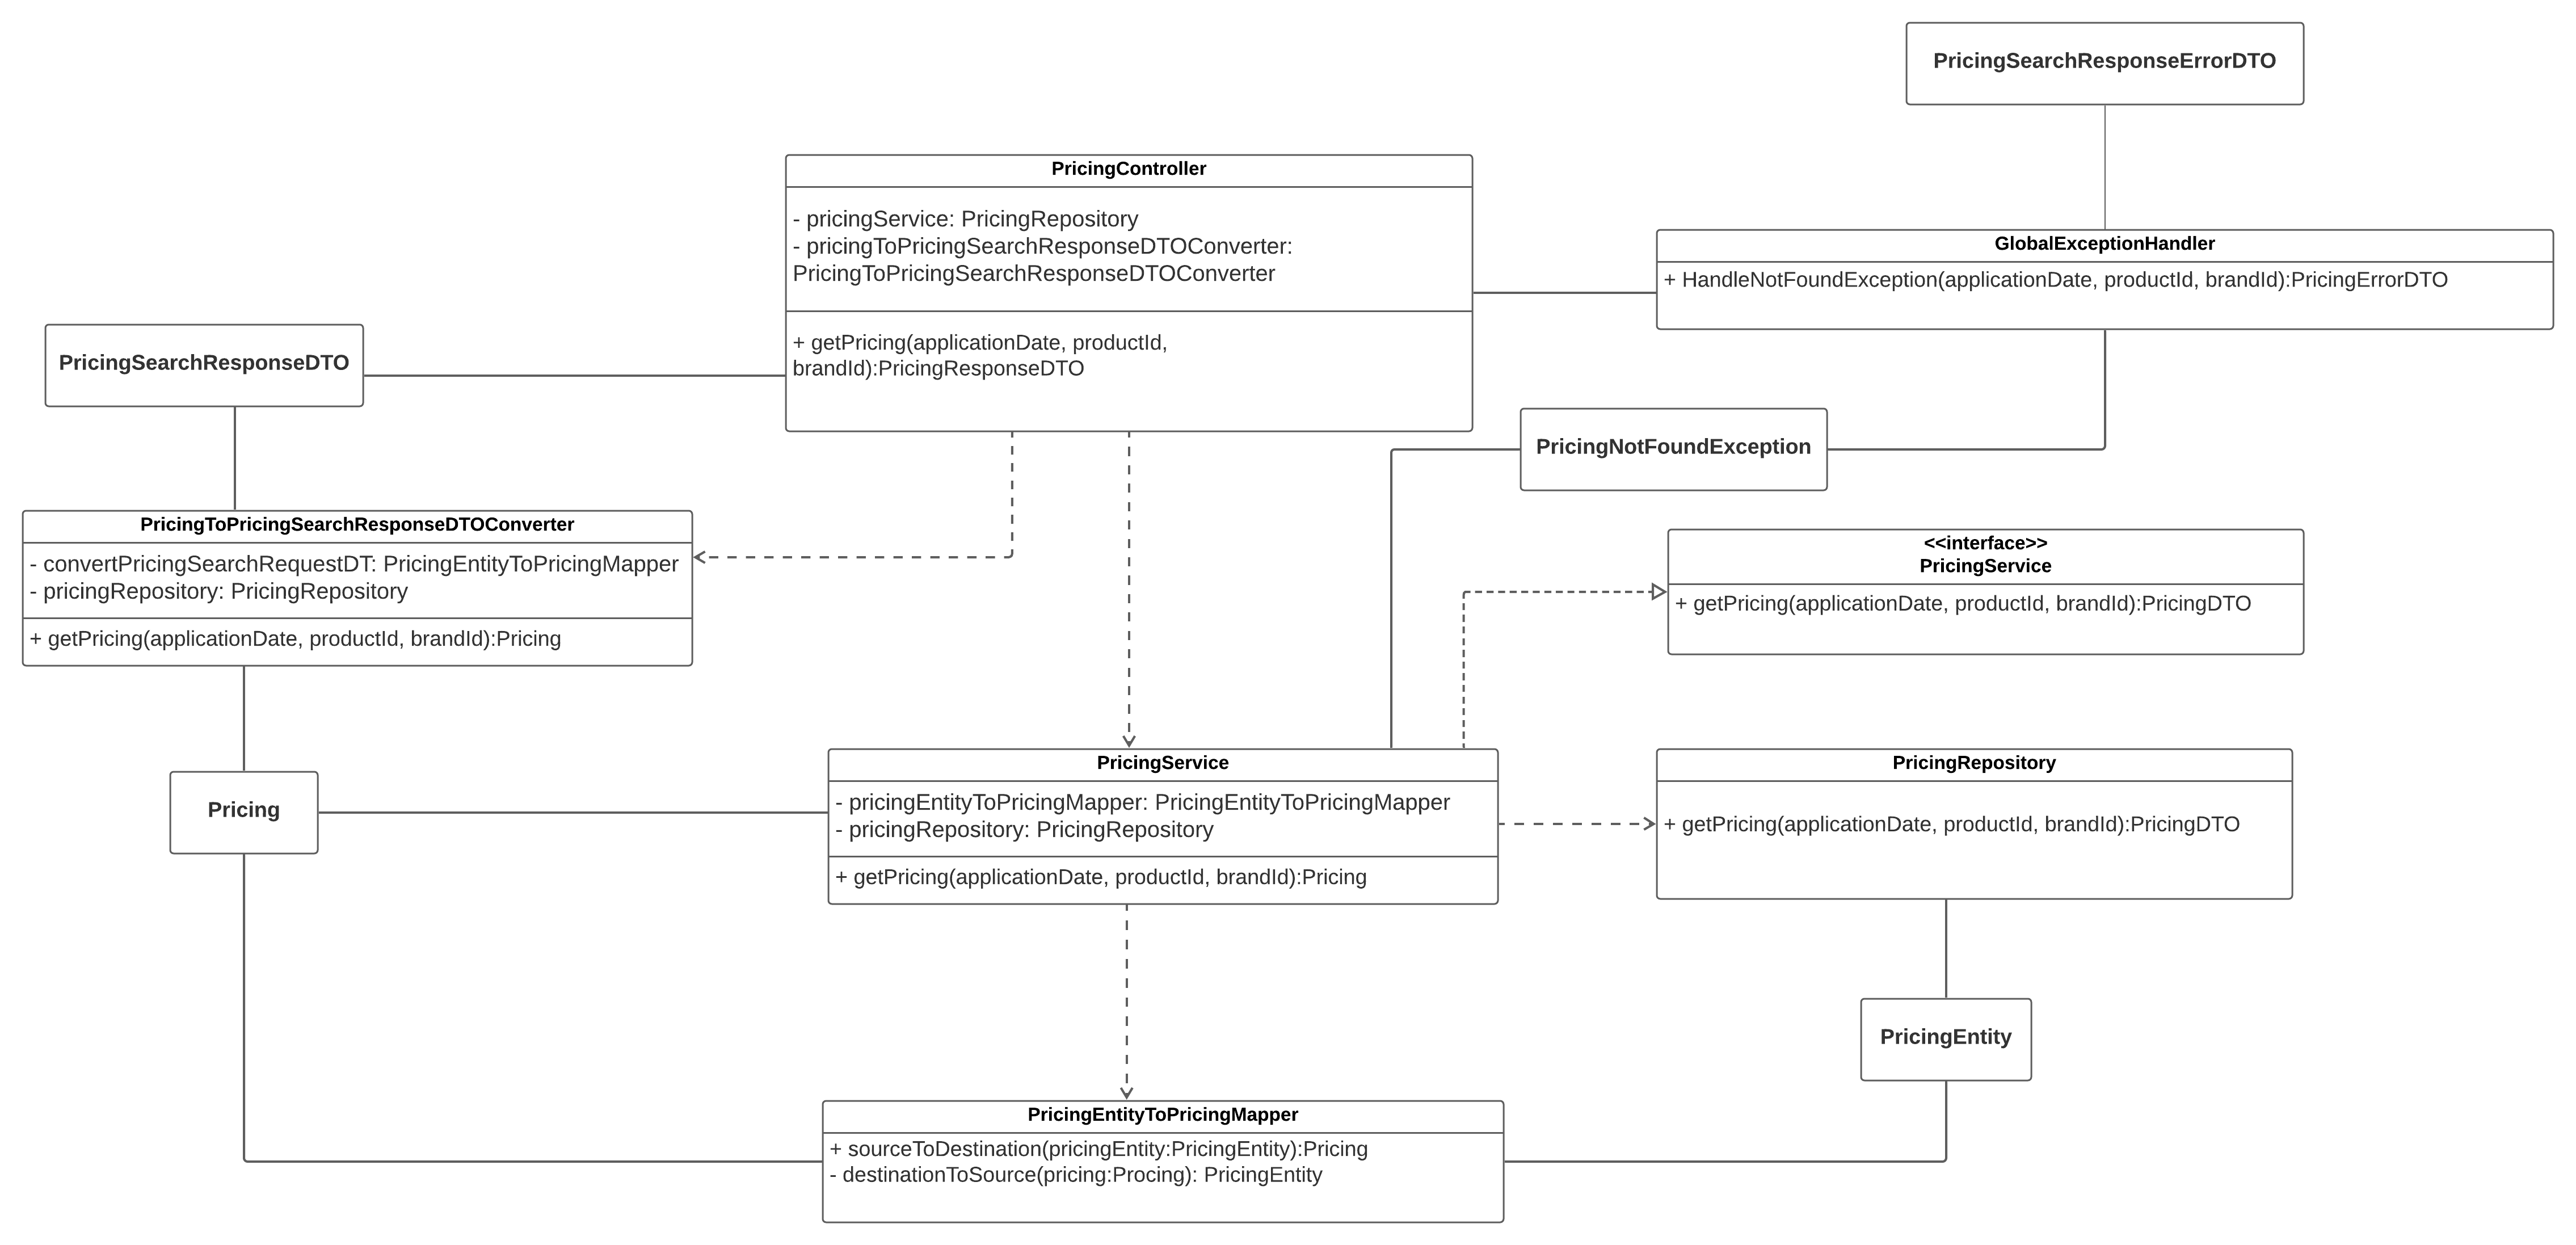 PricingSearchResponseErrorDTO
PricingController
- pricingService: PricingRepository
- pricingToPricingSearchResponseDTOConverter:
PricingToPricingSearchResponseDTOConverter
+ getPricing(applicationDate, productId,
brandId):PricingResponseDTO
GlobalExceptionHandler
+ HandleNotFoundException(applicationDate, productId, brandId):PricingErrorDTO
PricingSearchResponseDTO
PricingNotFoundException
PricingToPricingSearchResponseDTOConverter
- convertPricingSearchRequestDT: PricingEntityToPricingMapper
- pricingRepository: PricingRepository
+ getPricing(applicationDate, productId, brandId):Pricing
<<interface>>
PricingService
+ getPricing(applicationDate, productId, brandId):PricingDTO
Pricing
PricingService
- pricingEntityToPricingMapper: PricingEntityToPricingMapper
- pricingRepository: PricingRepository
+ getPricing(applicationDate, productId, brandId):Pricing
PricingRepository
+ getPricing(applicationDate, productId, brandId):PricingDTO
PricingEntity
PricingEntityToPricingMapper
+ sourceToDestination(pricingEntity:PricingEntity):Pricing
- destinationToSource(pricing:Procing): PricingEntity